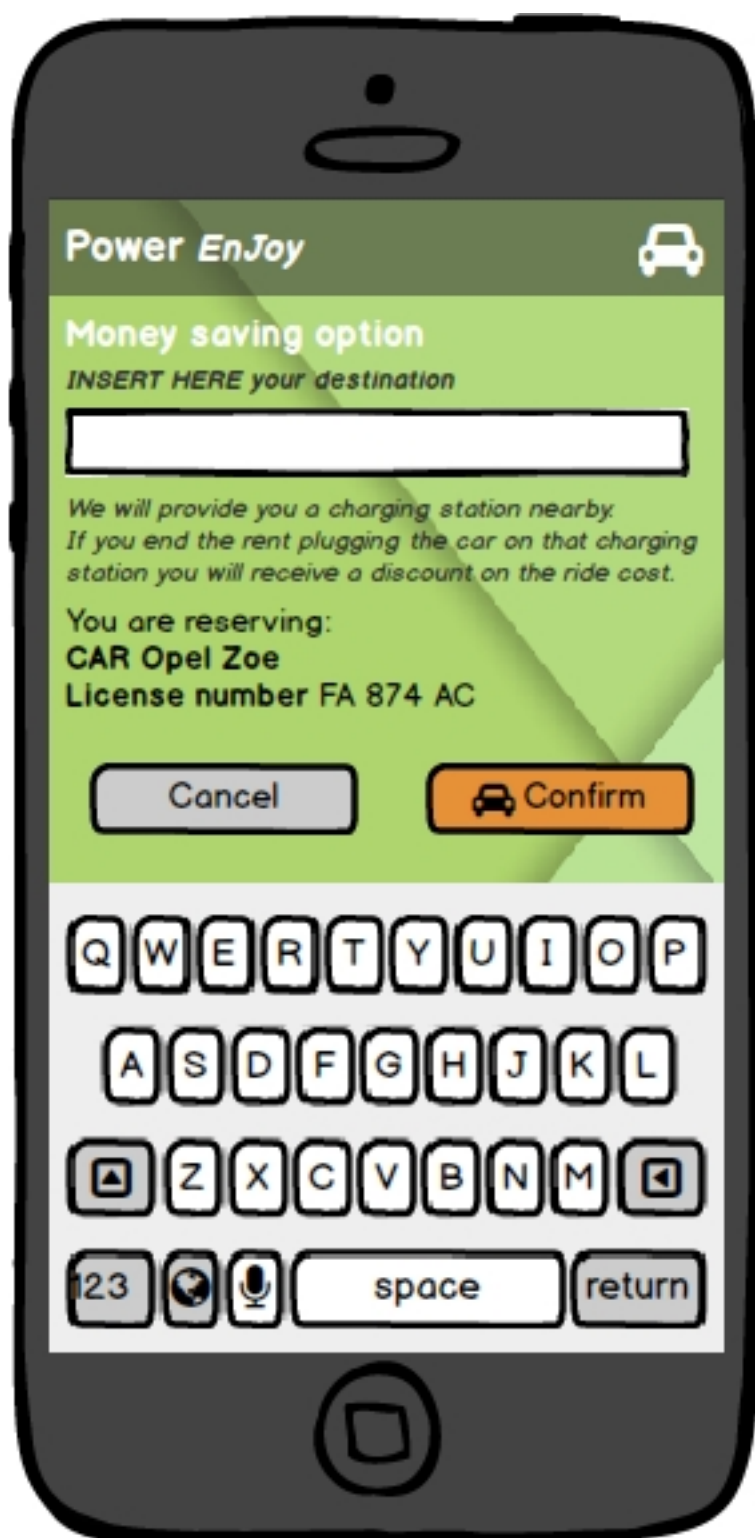 Power EnJoy
Money saving option
INSERT HERE your destination
We will provide you a charging station nearby.
If you end the rent plugging the car on that charging
station you will receive a discount on the ride cost.
You are reserving:
CAR Opel Zoe
License number FA 874 AC
Cancel Confirm
Q W E R T Y U I O P
A S D F G H J K L
Z X C V B N M
123 space return